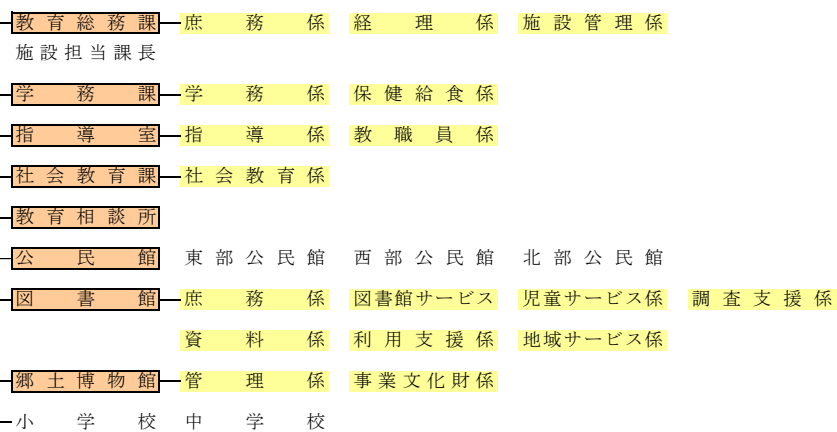 教育総務課 庶務係 経理係 施設管理係
施設担当課長
学務課 学務係 保健給食係
指導室 指導係 教職員係
社会教育課 社会教育係
教育相談所
公民館 東部公民館 西部公民館 北部公民館
図書館 庶務係 図書館サービス 児童サービス係 調査支援係
資料係 利用支援係 地域サービス係
郷土博物館 管理係 事業文化財係
小学校 中学校